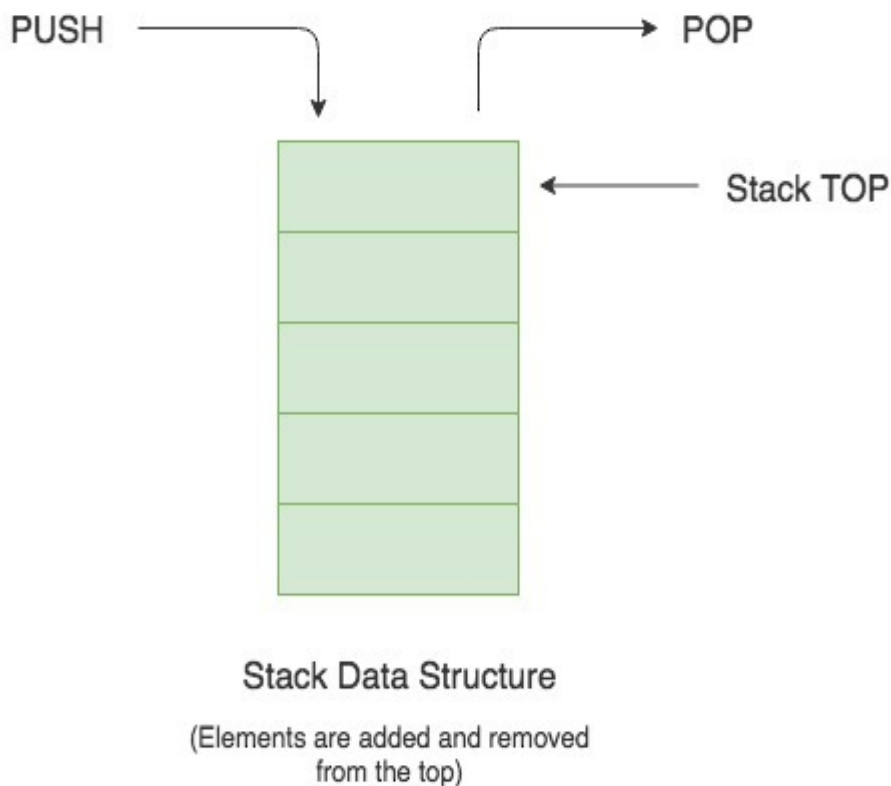 PUSH
POP
Stack TOP
Stack Data Structure
(Elements are added and removed
from the top)